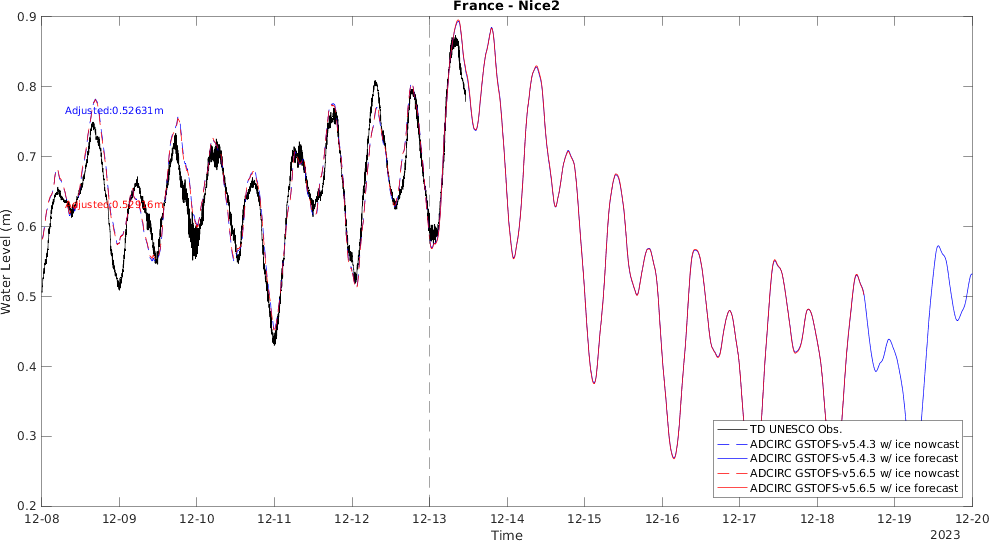 France - Nice2
0.9
0.8
0.7
0.6
0.5
0.4
0.3
0.2
Water Level (m)
Adjusted:0.52631m
TD UNESCO Obs.
ADCIRC GSTOFS-v5.4.3 w/ ice nowcast
ADCIRC GSTOFS-v5.4.3 w/ ice forecast
ADCIRC GSTOFS-v5.6.5 w/ ice nowcast
ADCIRC GSTOFS-v5.6.5 w/ ice forecast
12-08 12-09 12-10 12-11 12-12 12-13 12-14 12-15 12-16 12-17 12-18 12-19 12-20
Time
2023